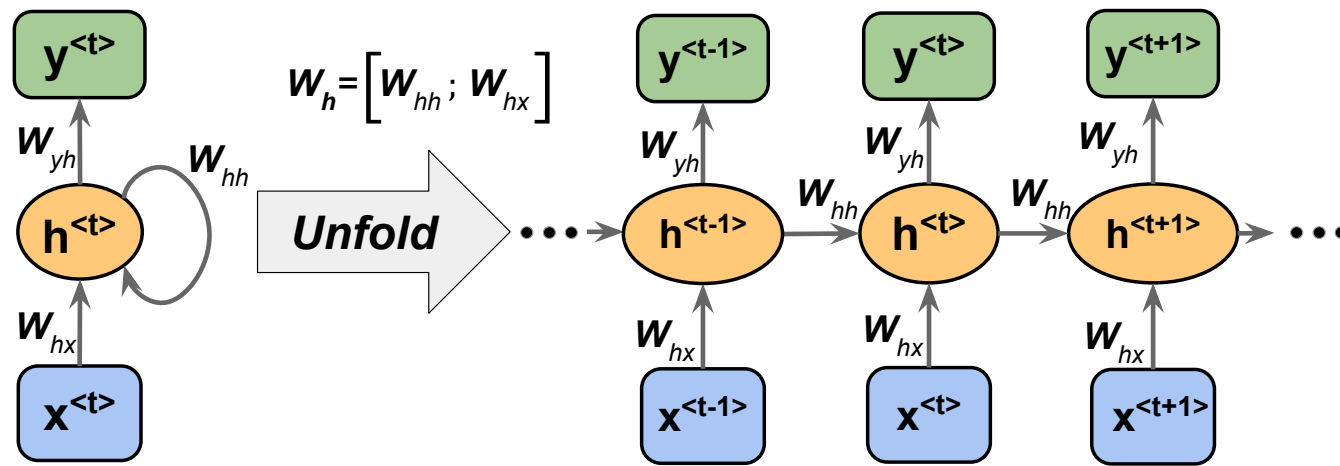 y<t>
W_yh
W_hh
h<t>
W_hx
x<t>
W_h = [W_hh ; W_hx]
Unfold
y<t-1> y<t> y<t+1>
W_yh W_yh W_yh
••• h<t-1> W_hh h<t> W_hh h<t+1> •••
W_hx W_hx W_hx
x<t-1> x<t> x<t+1>